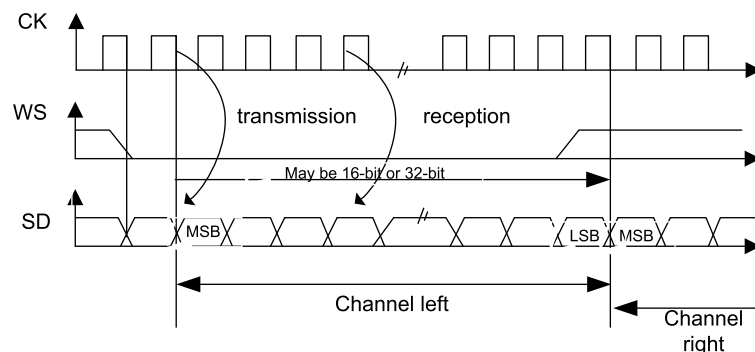 CK
WS
transmission
reception
May be 16-bit or 32-bit
SD
MSB
LSB
MSB
Channel left
Channel
right